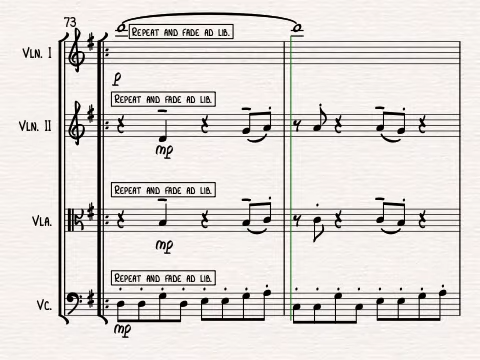 73
REPEAT AND FADE AD LIB.
VLN. I
p
REPEAT AND FADE AD LIB.
VLN. II
mp
REPEAT AND FADE AD LIB.
VLA.
mp
REPEAT AND FADE AD LIB.
VC.
mp